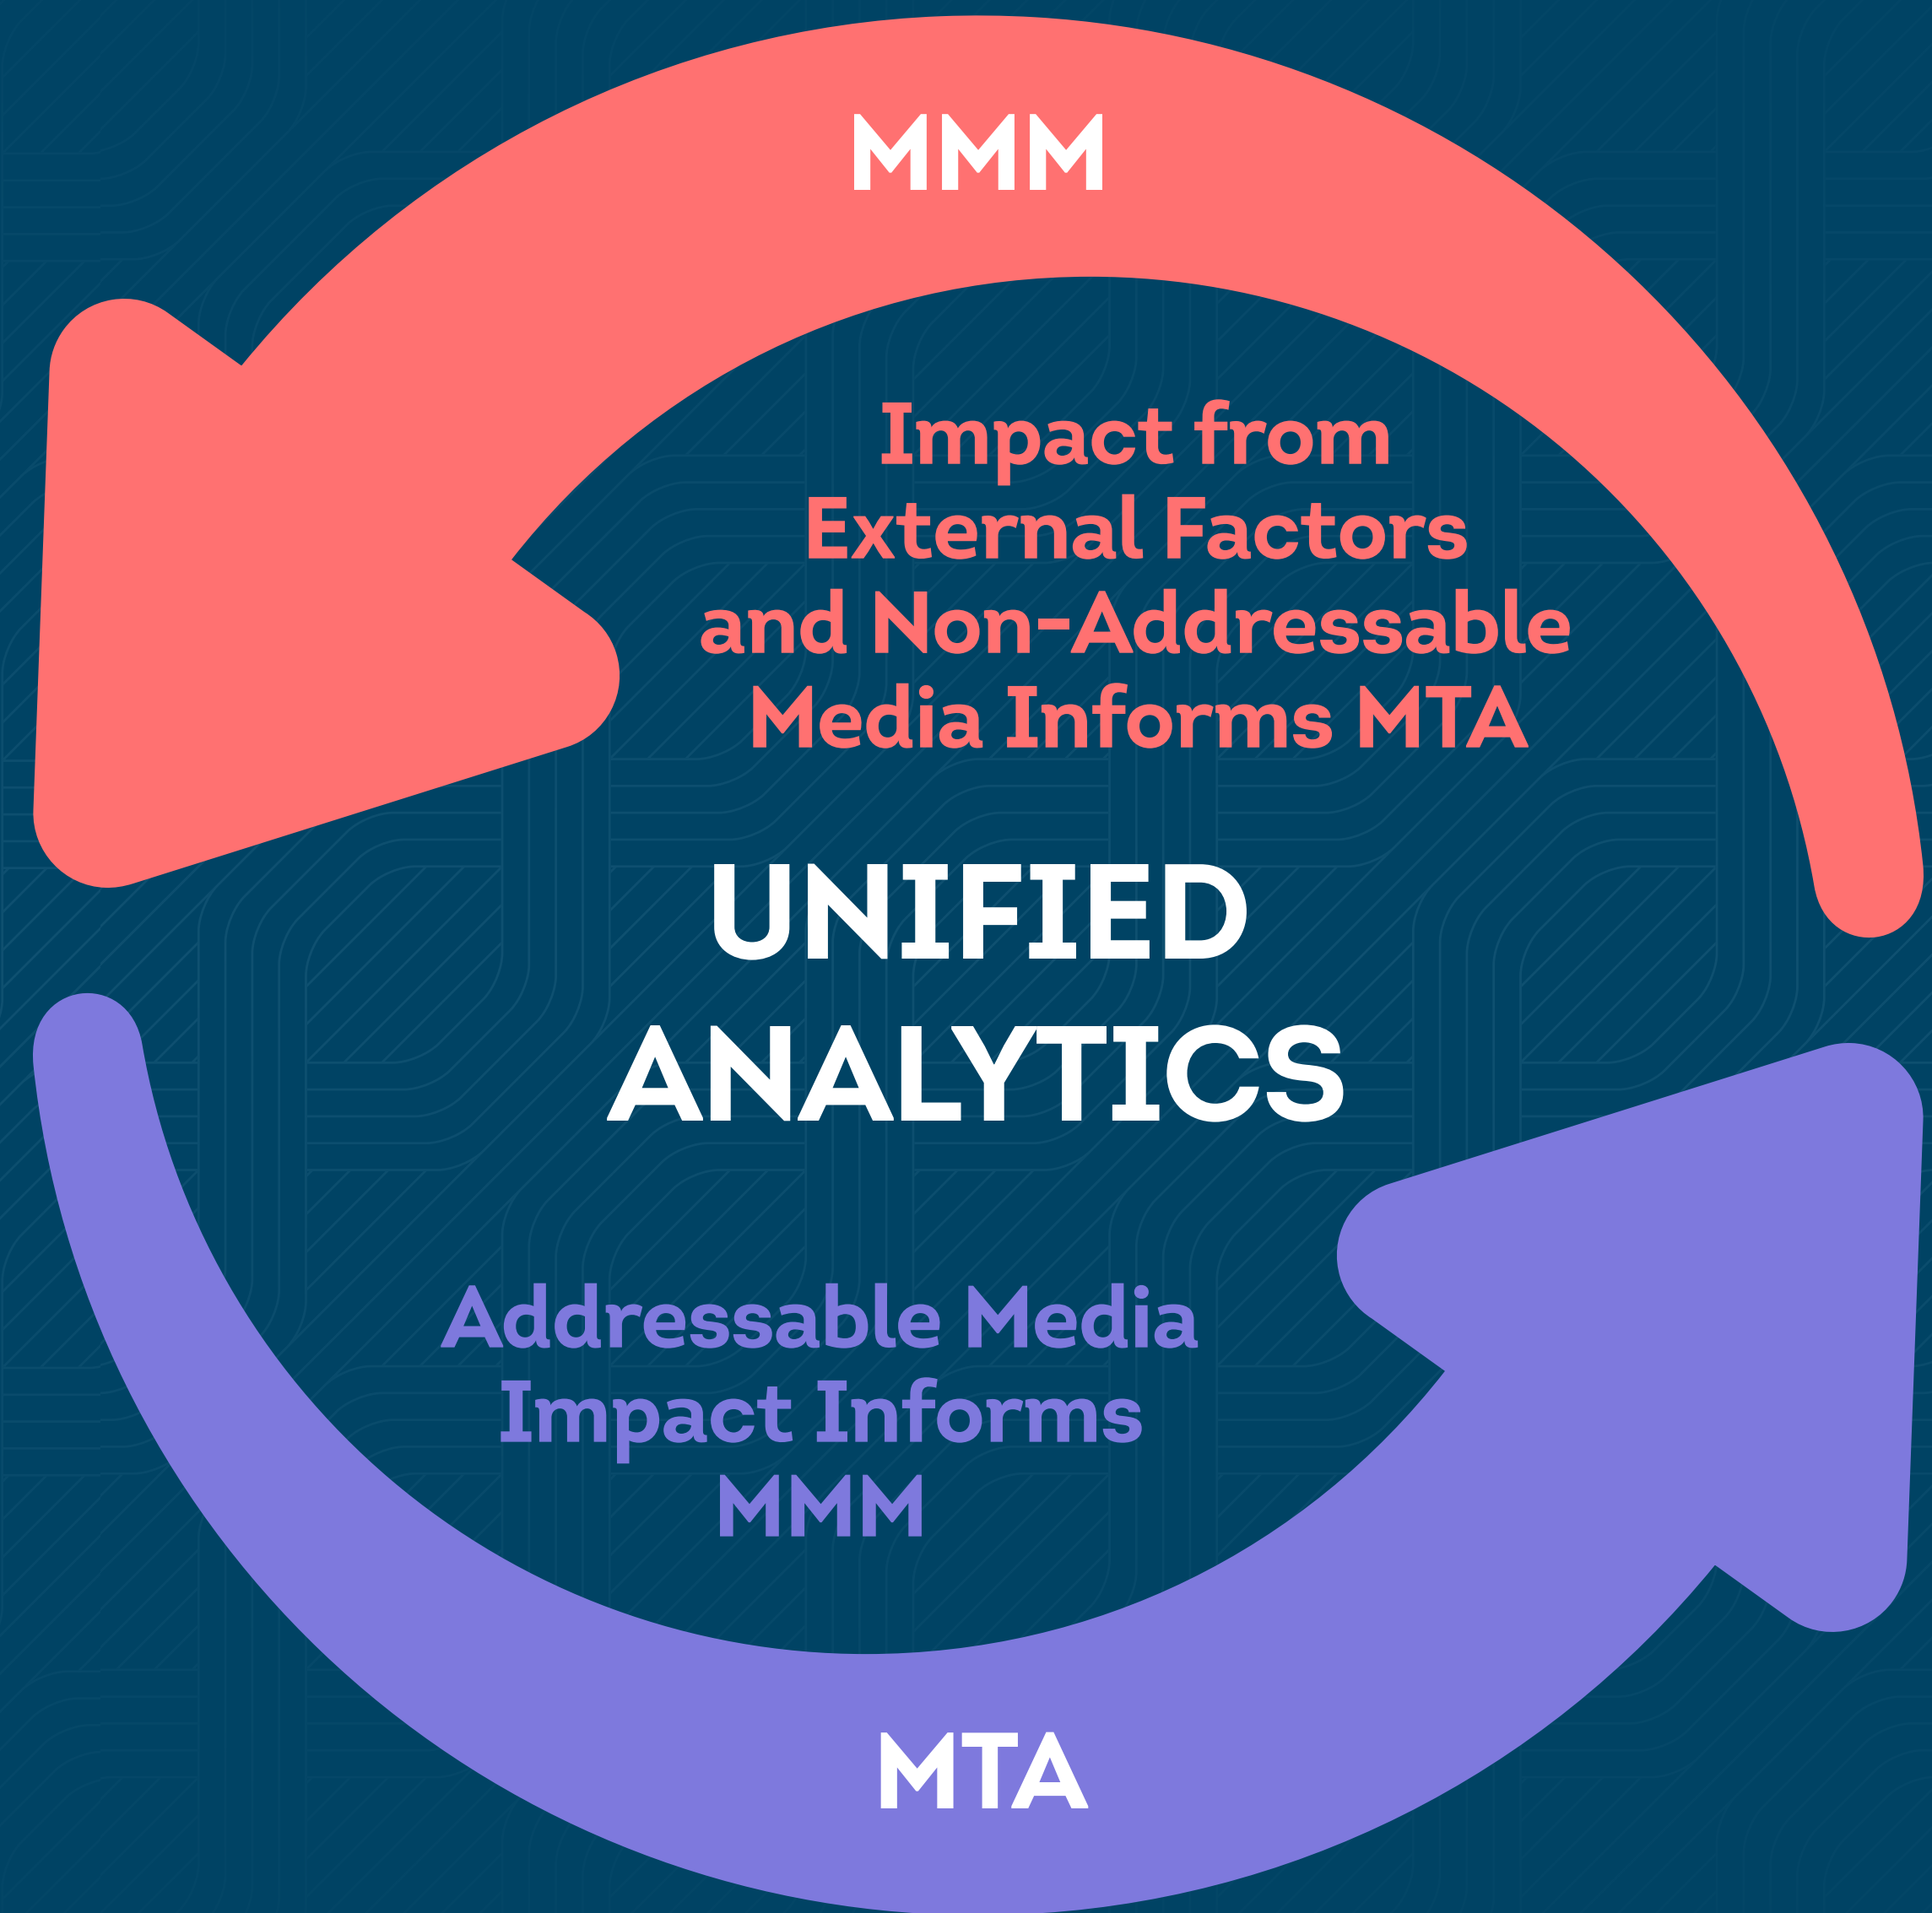 MMM
Impact from
External Factors
and Non-Addressable
Media Informs MTA
UNIFIED
ANALYTICS
Addressable Media
Impact Informs
MMM
MTA